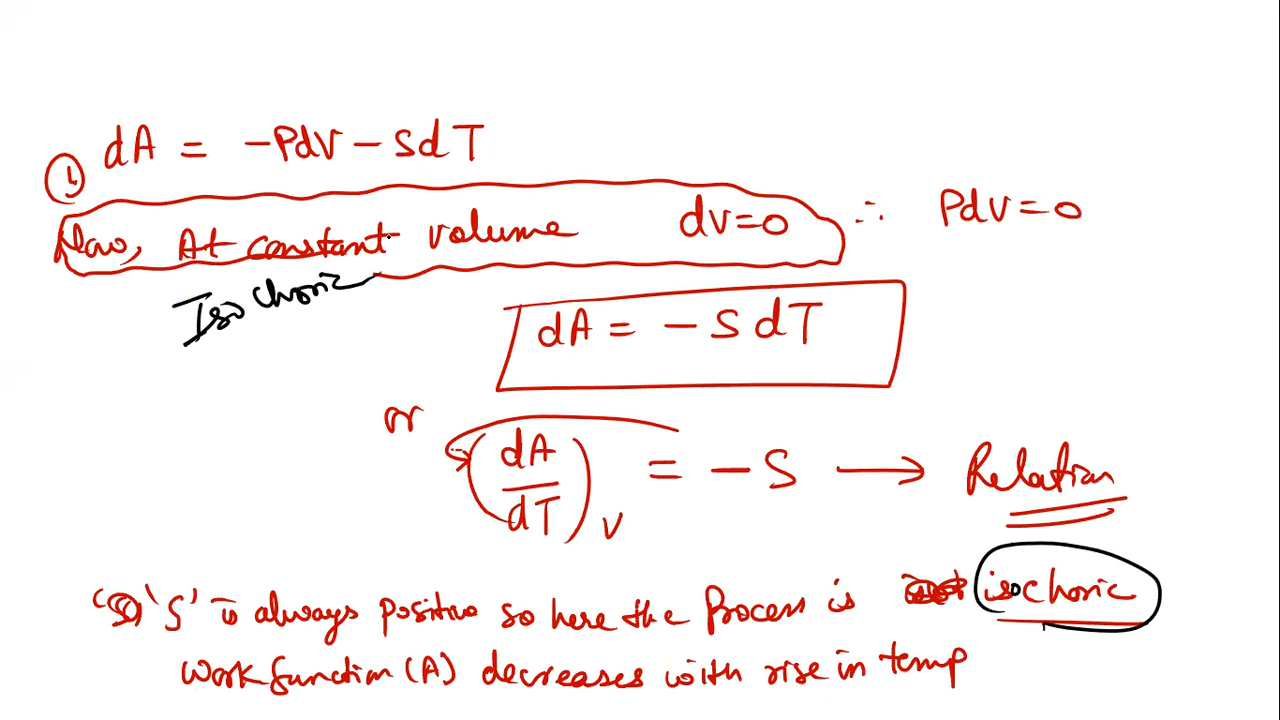 ① dA = -PdV - SdT
Now, At constant volume dv=0 ∴ PdV=0
Isochoric
dA = -S dT
or
(dA/dT)V = -S → Relation
'S' is always positive so here the Process is isochoric
Work function (A) decreases with rise in temp